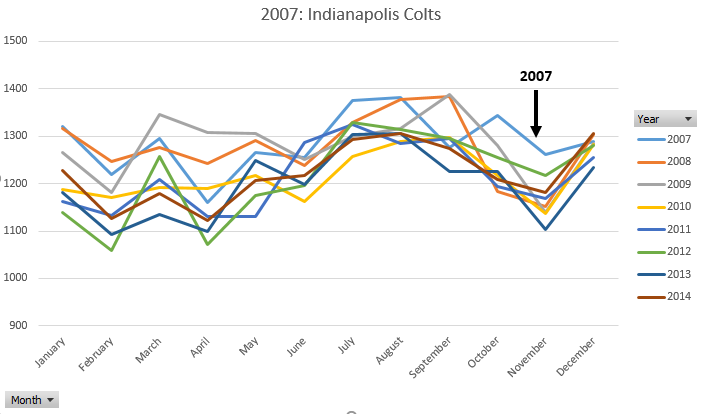 2007: Indianapolis Colts
1500
1400
1300
1200
1100
1000
900
2007
January
February
March
April
May
June
July
August
September
October
November
December
Year
2007
2008
2009
2010
2011
2012
2013
2014
Month